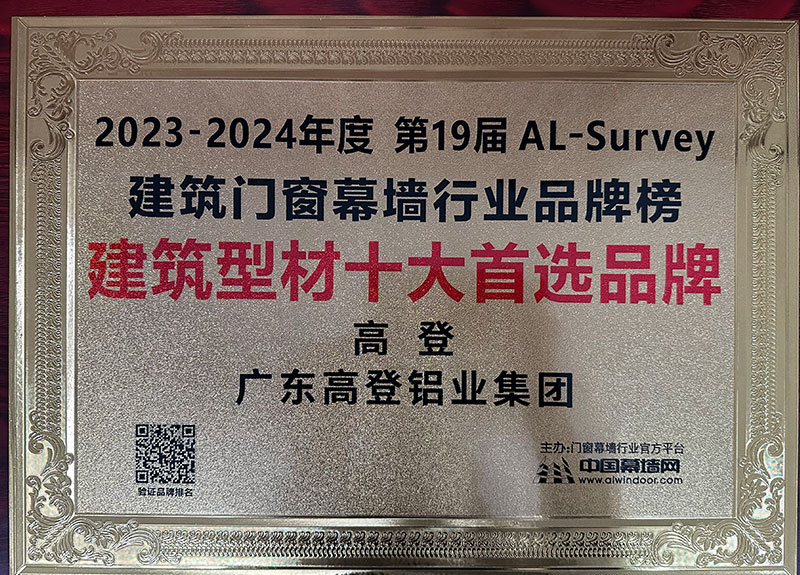 2023-2024年度 第19届 AL-Survey
建筑门窗幕墙行业品牌榜
建筑型材十大首选品牌
高登
广东高登铝业集团
验证品牌排名
主办:门窗幕墙行业官方平台
中国幕墙网
www.alwindoor.com